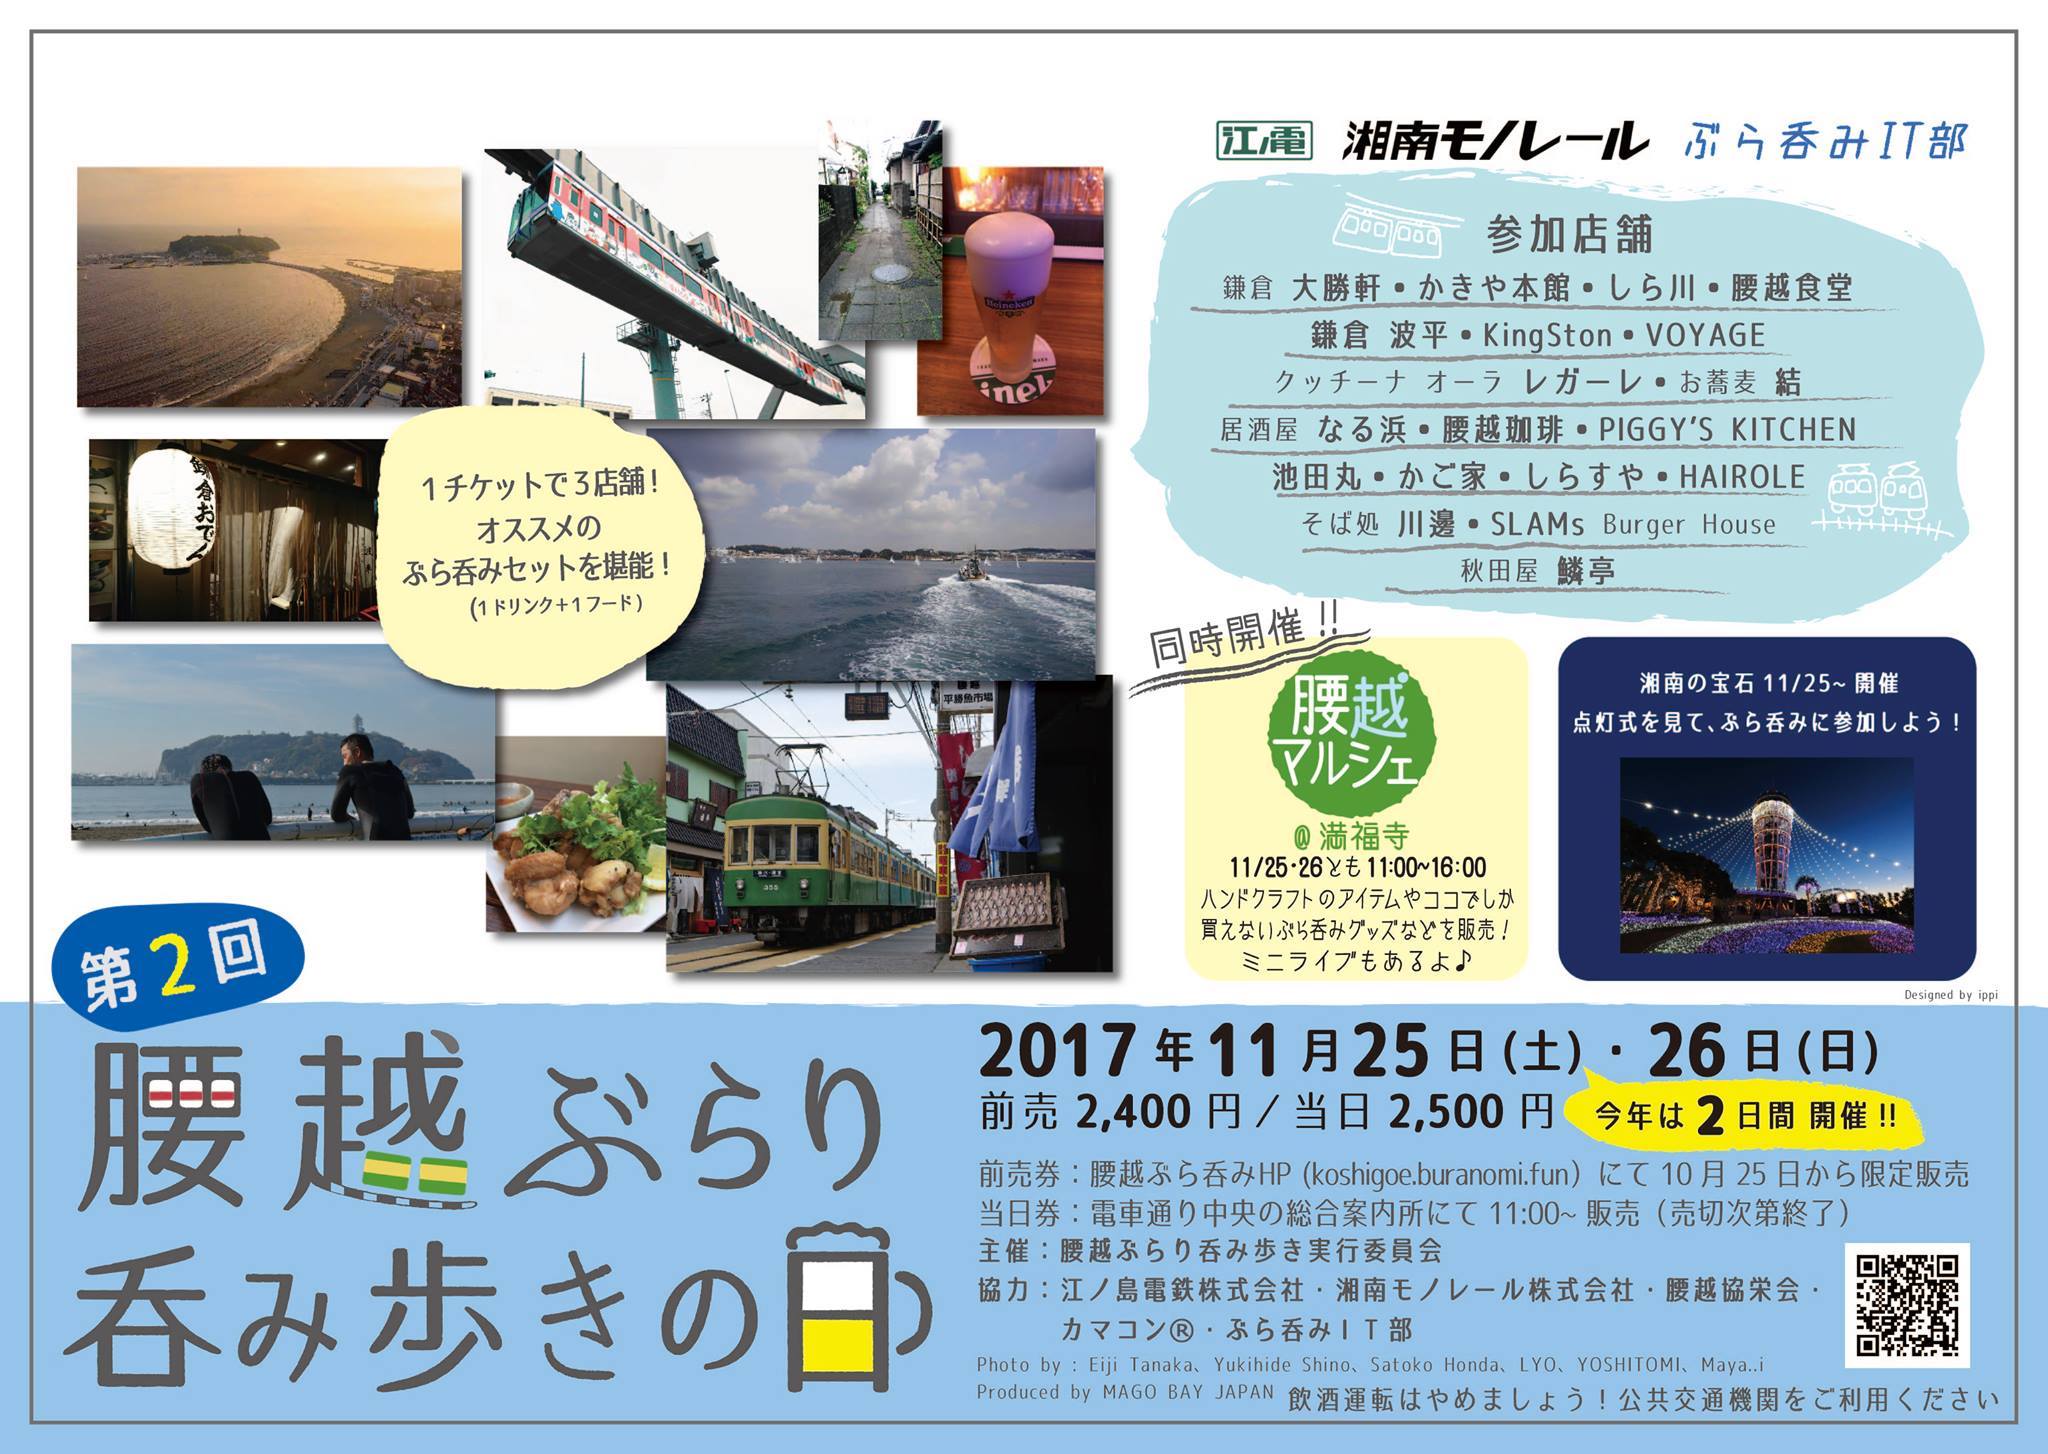 江ノ電 湘南モノレール ぶら呑みIT部
参加店舗
鎌倉 大勝軒・かきや本館・しら川・腰越食堂
鎌倉 波平・KingSton・VOYAGE
クッチーナ オーラ レガーレ・お蕎麦 結
居酒屋 なる浜・腰越珈琲・PIGGY'S KITCHEN
池田丸・かご家・しらすや・HAIROLE
そば処 川邊・SLAMs Burger House
秋田屋 鱗亭
Heineken
鎌倉おでん
1チケットで3店舗!
オススメの
ぶら呑みセットを堪能!
(1ドリンク+1フード)
平勝魚市場
355
同時開催!!
腰越
マルシェ
@満福寺
11/25・26とも11:00~16:00
ハンドクラフトのアイテムやココでしか
買えないぶら呑みグッズなどを販売!
ミニライブもあるよ♪
湘南の宝石 11/25~ 開催
点灯式を見て、ぶら呑みに参加しよう!
Designed by ippi
第2回
腰越ぶらり
呑み歩きの日
2017年11月25日(土)・26日(日)
前売 2,400円/当日 2,500円
今年は2日間 開催!!
前売券:腰越ぶら呑みHP (koshigoe.buranomi.fun) にて 10月25日から限定販売
当日券:電車通り中央の総合案内所にて 11:00~ 販売(売切次第終了)
主催:腰越ぶらり呑み歩き実行委員会
協力:江ノ島電鉄株式会社・湘南モノレール株式会社・腰越協栄会・
カマコン®・ぶら呑みIT部
Photo by : Eiji Tanaka、Yukihide Shino、Satoko Honda、LYO、YOSHITOMI、Maya..i
Produced by MAGO BAY JAPAN 飲酒運転はやめましょう!公共交通機関をご利用ください